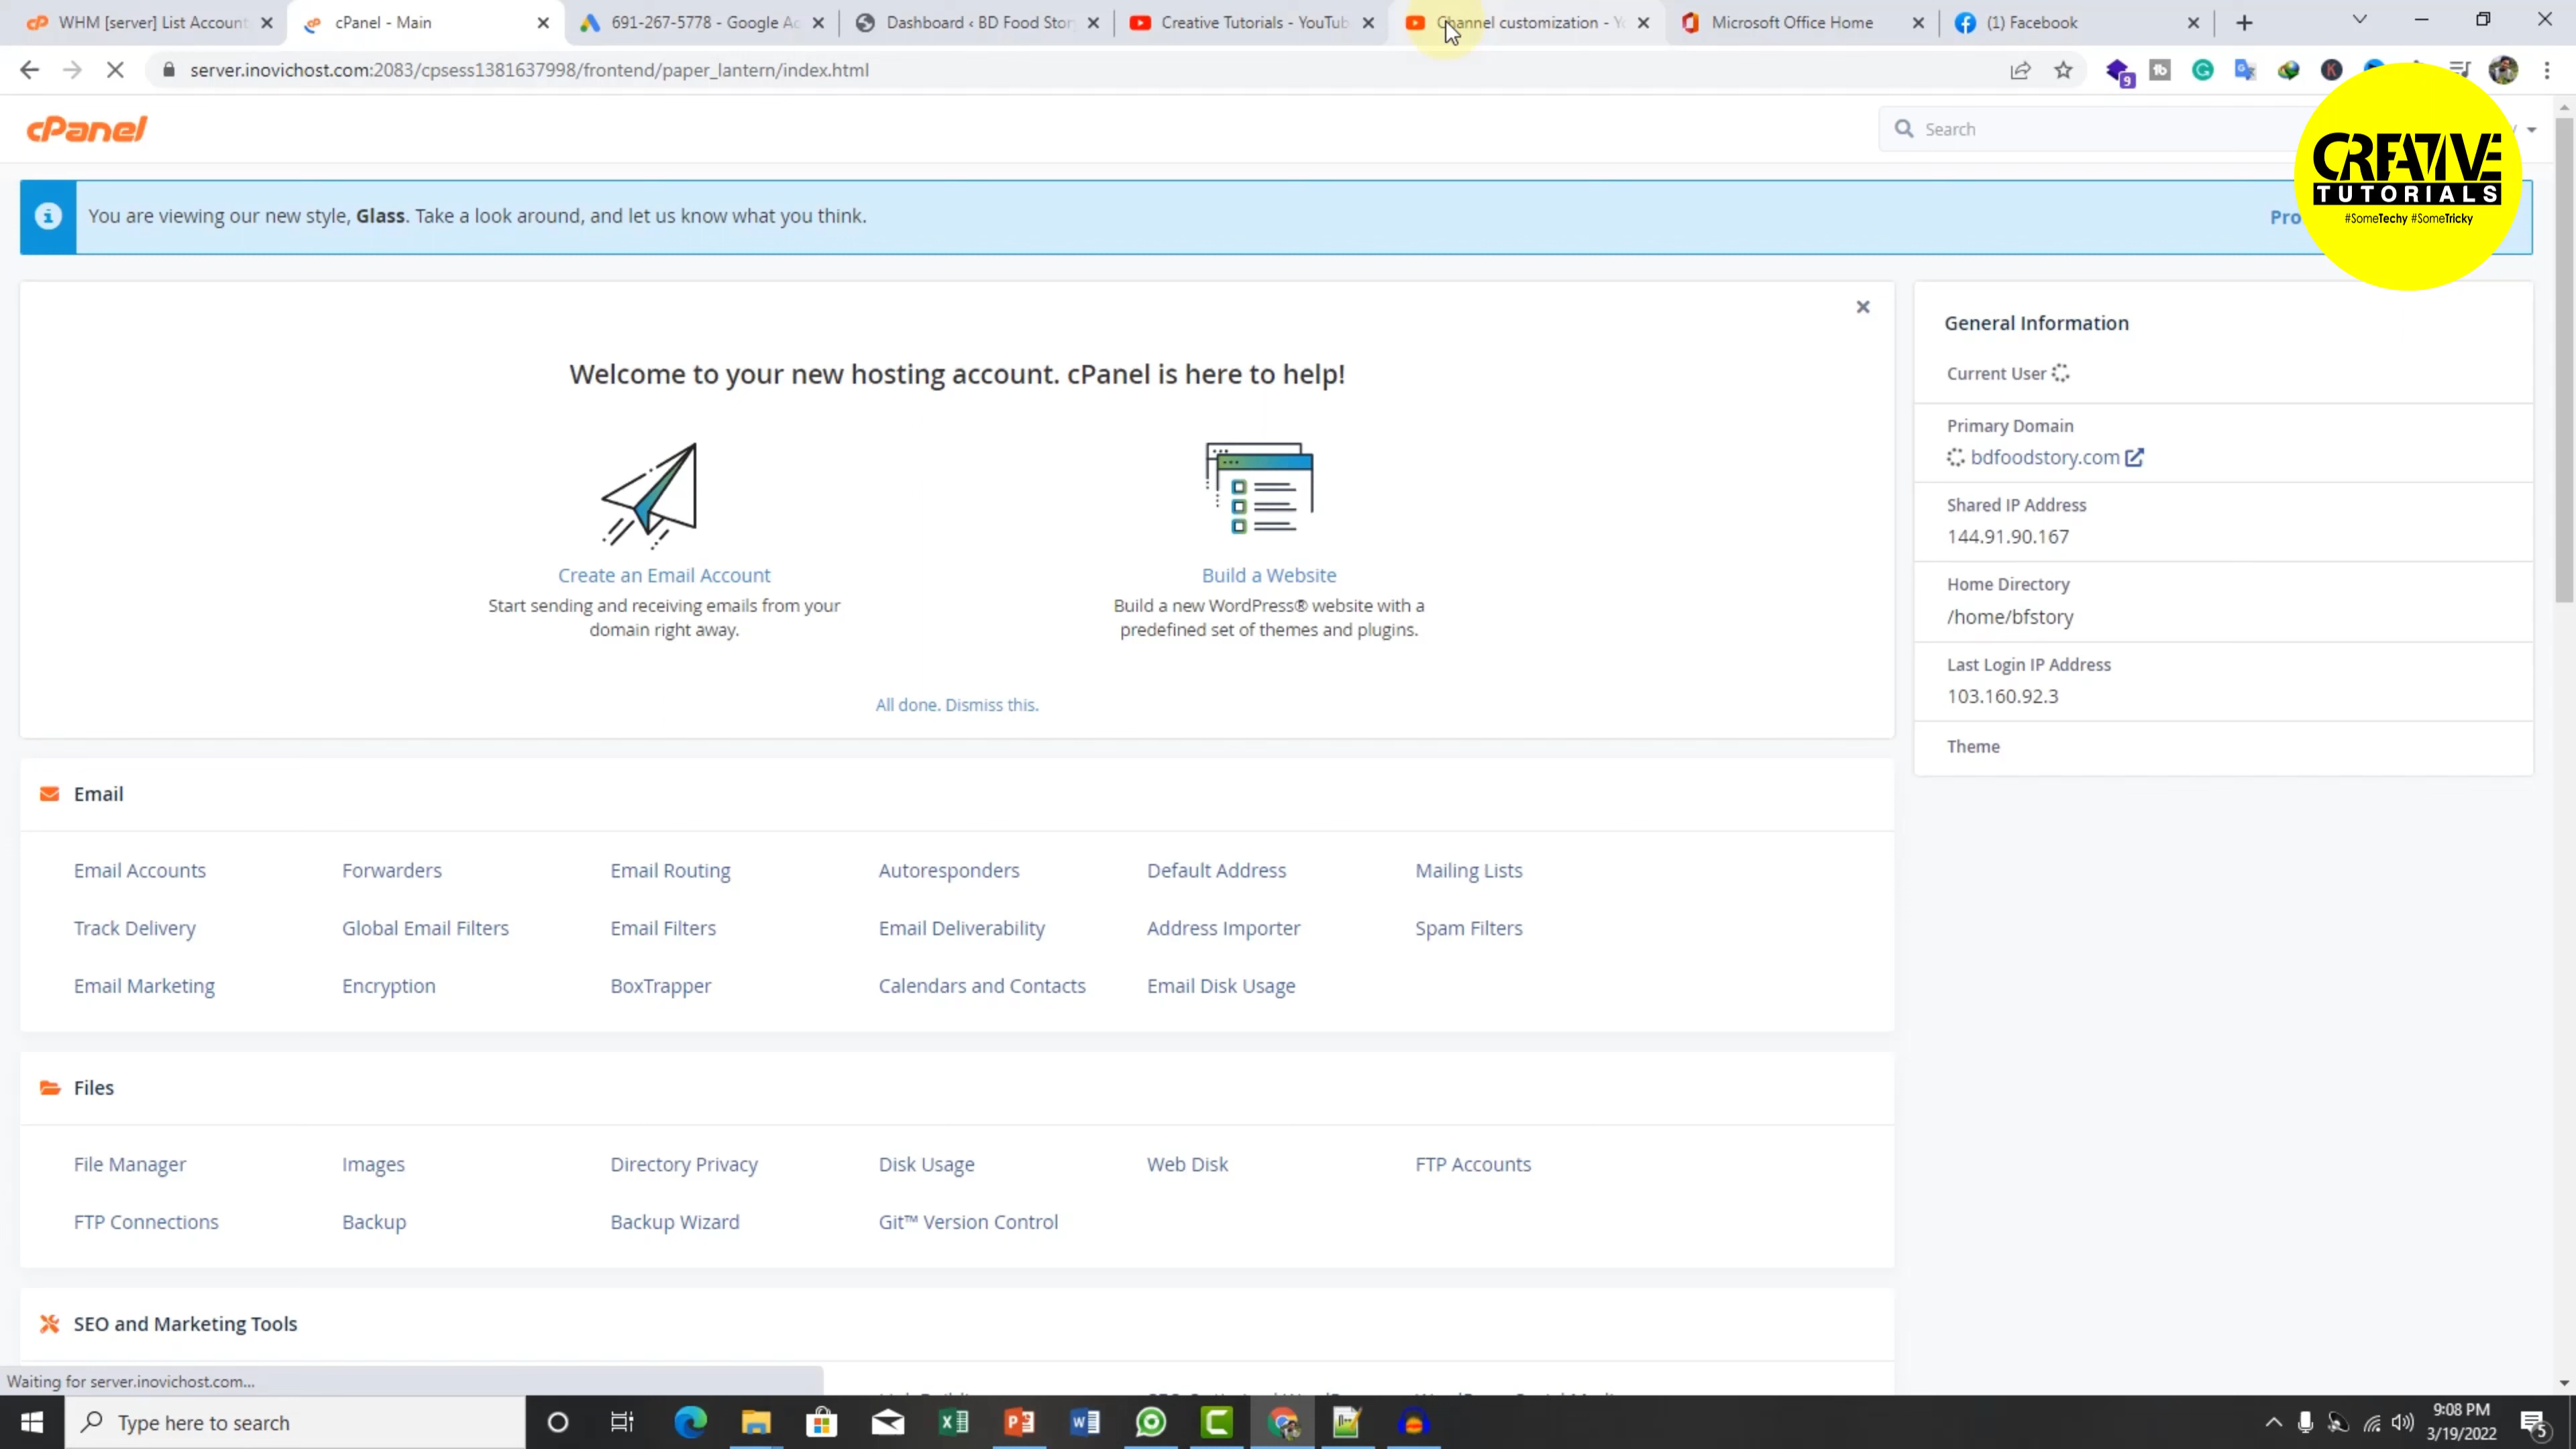 WHM [server] List Account
cPanel - Main
691-267-5778 - Google Ac
Dashboard ‹ BD Food Stor
Creative Tutorials - YouTub
Channel customization - Yo
Microsoft Office Home
(1) Facebook
server.inovichost.com:2083/cpsess1381637998/frontend/paper_lantern/index.html
9
cPanel
Search
CREATIVE
TUTORIALS
#SomeTechy #SomeTricky
You are viewing our new style, Glass. Take a look around, and let us know what you think.
Pro
Welcome to your new hosting account. cPanel is here to help!
Create an Email Account
Start sending and receiving emails from your
domain right away.
Build a Website
Build a new WordPress® website with a
predefined set of themes and plugins.
All done. Dismiss this.
General Information
Current User
Primary Domain
bdfoodstory.com
Shared IP Address
144.91.90.167
Home Directory
/home/bfstory
Last Login IP Address
103.160.92.3
Theme
Email
Email Accounts Forwarders Email Routing Autoresponders Default Address Mailing Lists
Track Delivery Global Email Filters Email Filters Email Deliverability Address Importer Spam Filters
Email Marketing Encryption BoxTrapper Calendars and Contacts Email Disk Usage
Files
File Manager Images Directory Privacy Disk Usage Web Disk FTP Accounts
FTP Connections Backup Backup Wizard Git™ Version Control
SEO and Marketing Tools
Waiting for server.inovichost.com...
Type here to search
9:08 PM
3/19/2022
5